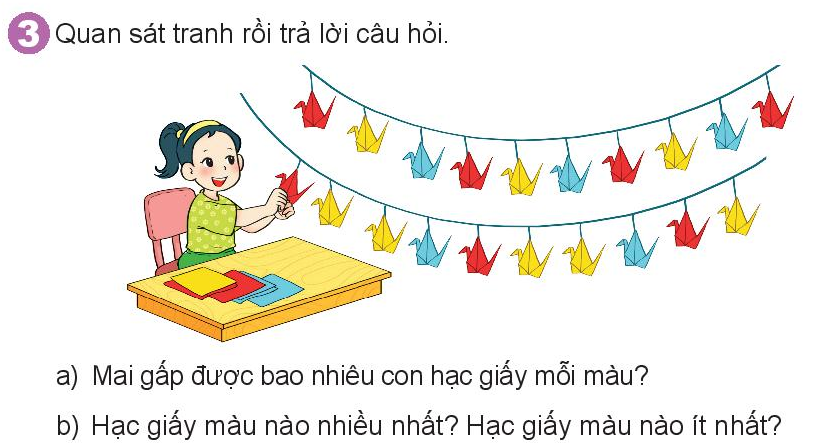 3 Quan sát tranh rồi trả lời câu hỏi.
a) Mai gấp được bao nhiêu con hạc giấy mỗi màu?
b) Hạc giấy màu nào nhiều nhất? Hạc giấy màu nào ít nhất?